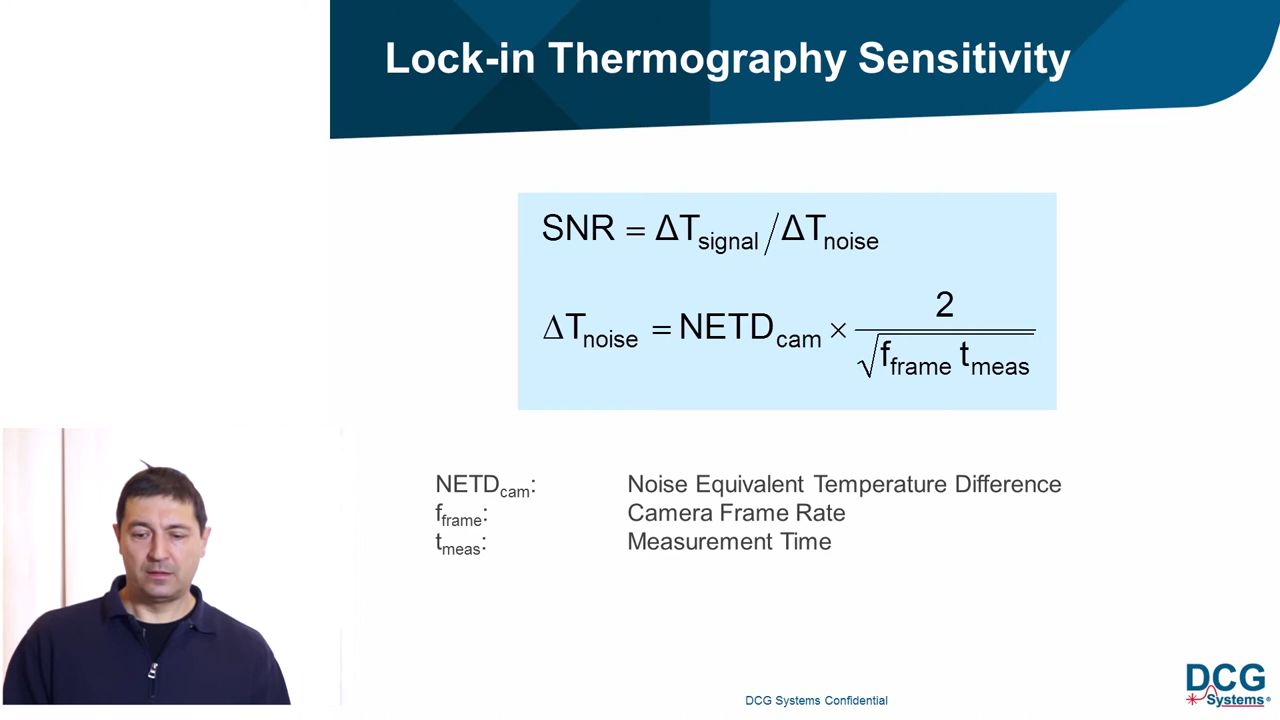 Lock-in Thermography Sensitivity
SNR = ΔT_signal / ΔT_noise
ΔT_noise = NETD_cam × 2 / √(f_frame t_meas)
NETD_cam: Noise Equivalent Temperature Difference
f_frame: Camera Frame Rate
t_meas: Measurement Time
DCG Systems Confidential
DCG
Systems®